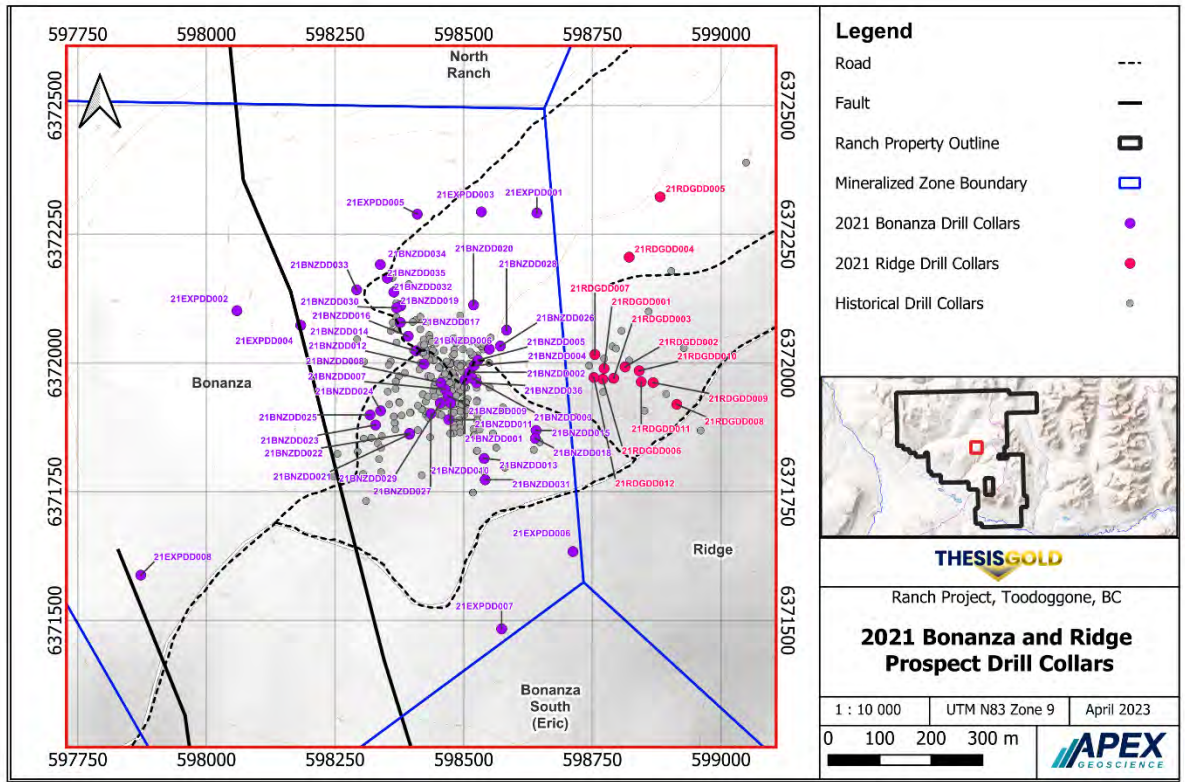 597750 598000 598250 598500 598750 599000
North
Ranch
6372500
6372500
21RDGDD005
21EXPDD005
21EXPDD003
21EXPDD001
6372250
6372250
21BNZDD034
21BNZDD020
21RDGDD004
21BNZDD033
21BNZDD035
21BNZDD028
21BNZDD032
21RDGDD007
21EXPDD002
21BNZDD030
21BNZDD019
21RDGDD001
21BNZDD016
21BNZDD017
21BNZDD026
21RDGDD003
21BNZDD014
21EXPDD004
21BNZDD006
21BNZDD005
21RDGDD002
21BNZDD012
21BNZDD004
21RDGDD010
6372000
6372000
21BNZDD008
21BNZDD002
Bonanza
21BNZDD007
21BNZDD024
21BNZDD036
21RDGDD009
21BNZDD025
21BNZDD009
21BNZDD003
21RDGDD008
21BNZDD011
21BNZDD015
21RDGDD011
21BNZDD023
21BNZDD001
21BNZDD018
21RDGDD006
21BNZDD022
21BNZDD013
21BNZDD021
21BNZDD029
21BNZDD010
21BNZDD031
21RDGDD012
21BNZDD027
6371750
6371750
21EXPDD006
Ridge
21EXPDD008
21EXPDD007
6371500
6371500
Bonanza
South
(Eric)
597750 598000 598250 598500 598750 599000
Legend
Road
Fault
Ranch Property Outline
Mineralized Zone Boundary
2021 Bonanza Drill Collars
2021 Ridge Drill Collars
Historical Drill Collars
THESISGOLD
Ranch Project, Toodoggone, BC
2021 Bonanza and Ridge
Prospect Drill Collars
1 : 10 000 UTM N83 Zone 9 April 2023
0 100 200 300 m
APEX
GEOSCIENCE